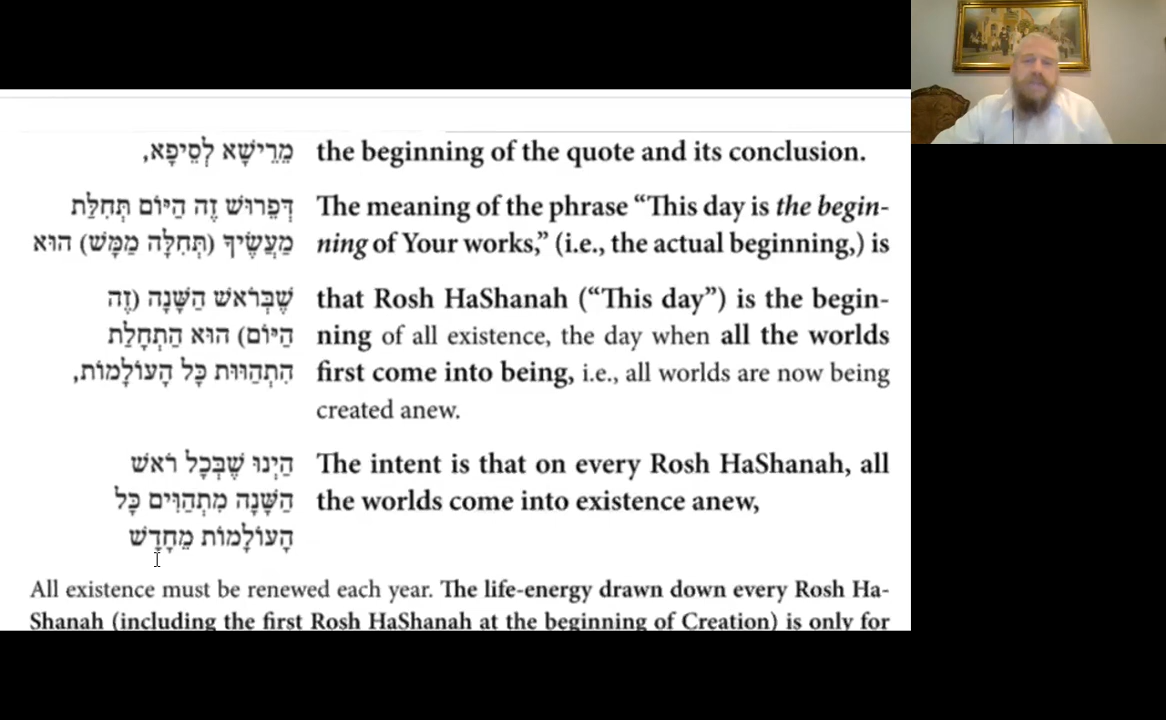 מֵרֵישָׁא לְסֵיפָא,
the beginning of the quote and its conclusion.
דְּפֵרוּשׁ זֶה הַיּוֹם תְּחִלַּת
מַעֲשֶׂיךָ (תְּחִלָּה מַמָּשׁ) הוּא
The meaning of the phrase “This day is the begin-
ning of Your works,” (i.e., the actual beginning,) is
שֶׁבְּרֹאשׁ הַשָּׁנָה (זֶה
הַיּוֹם) הוּא הַתְחָלַת
הִתְהַוּוּת כָּל הָעוֹלָמוֹת,
that Rosh HaShanah (“This day”) is the begin-
ning of all existence, the day when all the worlds
first come into being, i.e., all worlds are now being
created anew.
הַיְנוּ שֶׁבְּכָל רֹאשׁ
הַשָּׁנָה מִתְהַוִּים כָּל
הָעוֹלָמוֹת מֵחָדָשׁ
The intent is that on every Rosh HaShanah, all
the worlds come into existence anew,
All existence must be renewed each year. The life-energy drawn down every Rosh Ha-
Shanah (including the first Rosh HaShanah at the beginning of Creation) is only for